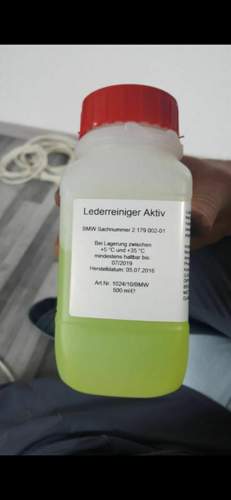 Lederreiniger Aktiv
BMW Sachnummer 2 179 002-01
Bei Lagerung zwischen
+5 °C und +35 °C
mindestens haltbar bis:
07/2019
Herstelldatum: 05.07.2016
Art.Nr. 1024/10/BMW
500 ml